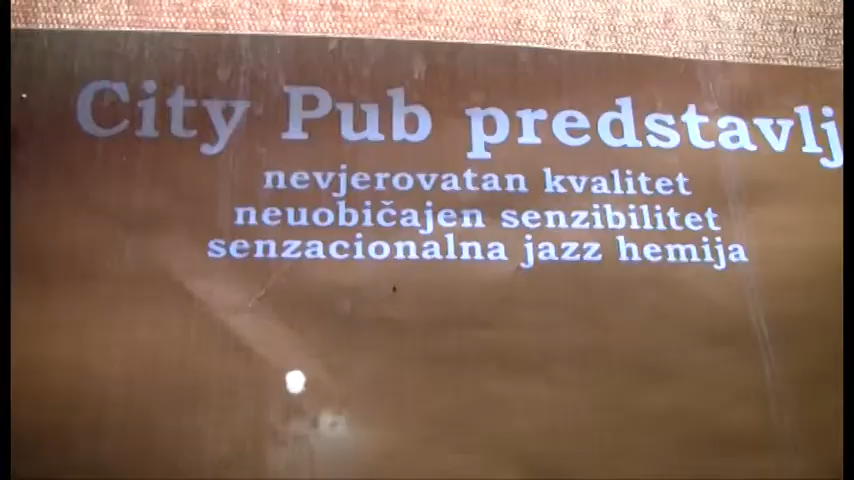 City Pub predstavlj
nevjerovatan kvalitet
neuobičajen senzibilitet
senzacionalna jazz hemija